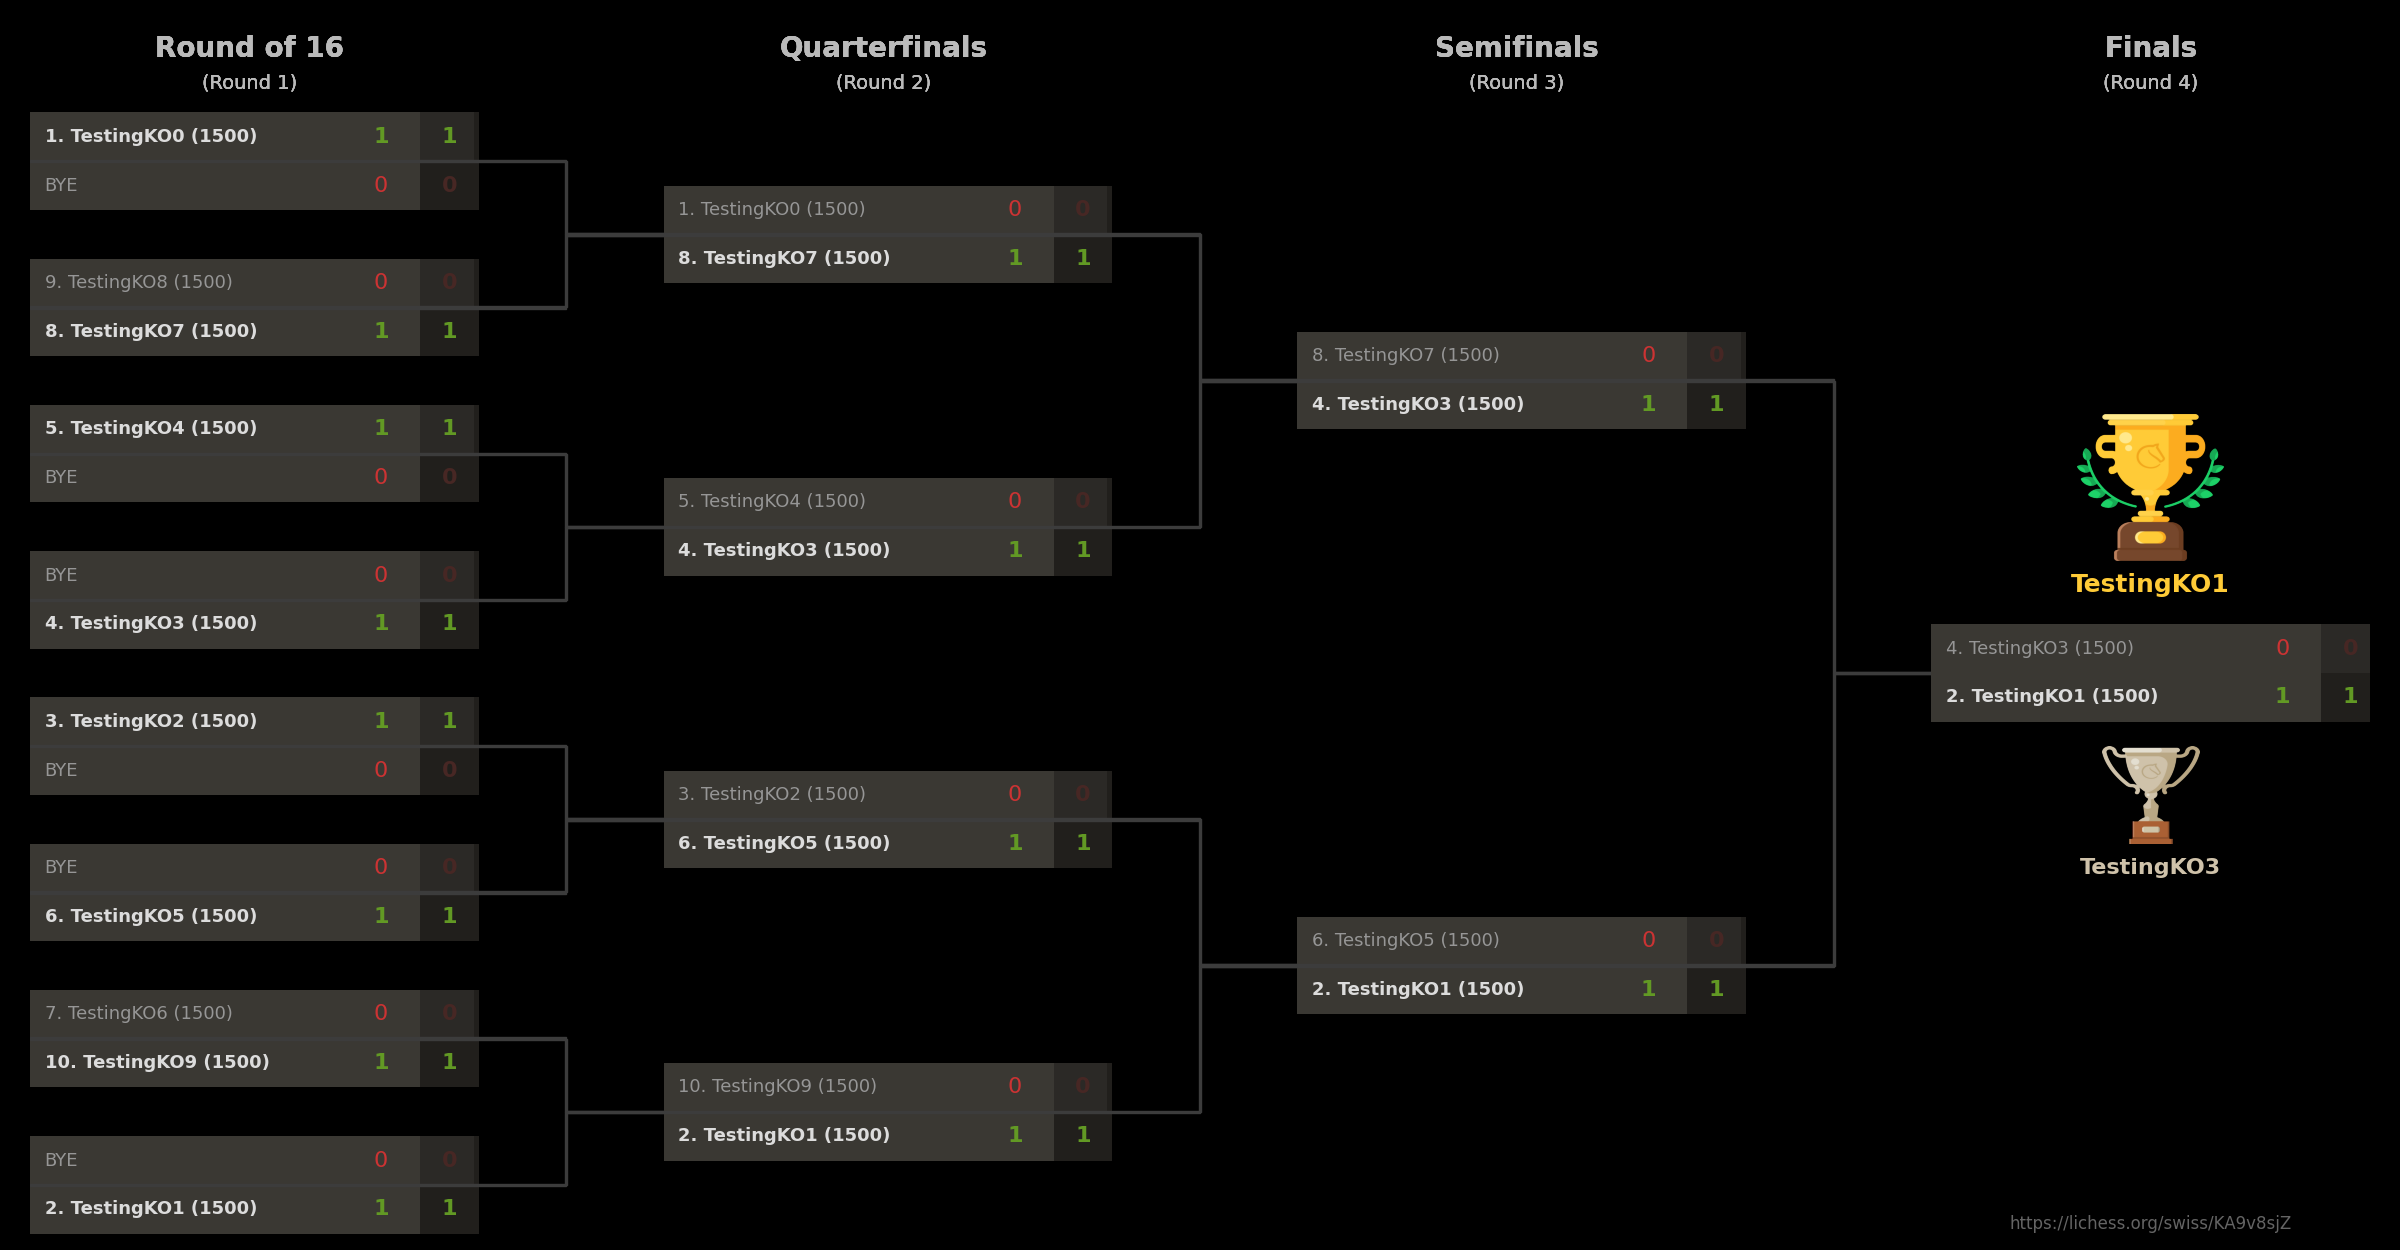 Round of 16
(Round 1)
1. TestingKO0 (1500) 1 1
BYE 0 0
9. TestingKO8 (1500) 0 0
8. TestingKO7 (1500) 1 1
5. TestingKO4 (1500) 1 1
BYE 0 0
BYE 0 0
4. TestingKO3 (1500) 1 1
3. TestingKO2 (1500) 1 1
BYE 0 0
BYE 0 0
6. TestingKO5 (1500) 1 1
7. TestingKO6 (1500) 0 0
10. TestingKO9 (1500) 1 1
BYE 0 0
2. TestingKO1 (1500) 1 1
Quarterfinals
(Round 2)
1. TestingKO0 (1500) 0 0
8. TestingKO7 (1500) 1 1
5. TestingKO4 (1500) 0 0
4. TestingKO3 (1500) 1 1
3. TestingKO2 (1500) 0 0
6. TestingKO5 (1500) 1 1
10. TestingKO9 (1500) 0 0
2. TestingKO1 (1500) 1 1
Semifinals
(Round 3)
8. TestingKO7 (1500) 0 0
4. TestingKO3 (1500) 1 1
6. TestingKO5 (1500) 0 0
2. TestingKO1 (1500) 1 1
Finals
(Round 4)
TestingKO1
4. TestingKO3 (1500) 0 0
2. TestingKO1 (1500) 1 1
TestingKO3
https://lichess.org/swiss/KA9v8sjZ